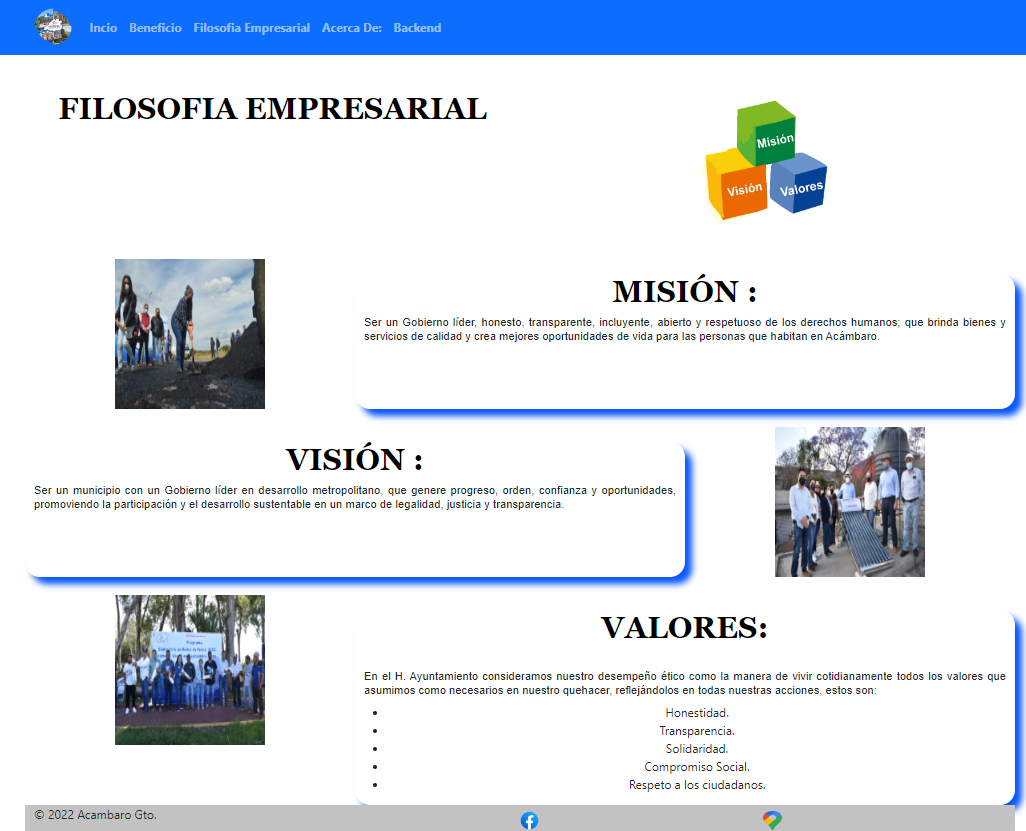 Incio Beneficio Filosofia Empresarial Acerca De: Backend
FILOSOFIA EMPRESARIAL
Misión
Visión
Valores
MISIÓN :
Ser un Gobierno líder, honesto, transparente, incluyente, abierto y respetuoso de los derechos humanos; que brinda bienes y
servicios de calidad y crea mejores oportunidades de vida para las personas que habitan en Acámbaro.
VISIÓN :
Ser un municipio con un Gobierno líder en desarrollo metropolitano, que genere progreso, orden, confianza y oportunidades,
promoviendo la participación y el desarrollo sustentable en un marco de legalidad, justicia y transparencia.
Programa
VALORES:
En el H. Ayuntamiento consideramos nuestro desempeño ético como la manera de vivir cotidianamente todos los valores que
asumimos como necesarios en nuestro quehacer, reflejándolos en todas nuestras acciones, estos son:
Honestidad.
Transparencia.
Solidaridad.
Compromiso Social.
Respeto a los ciudadanos.
© 2022 Acambaro Gto.